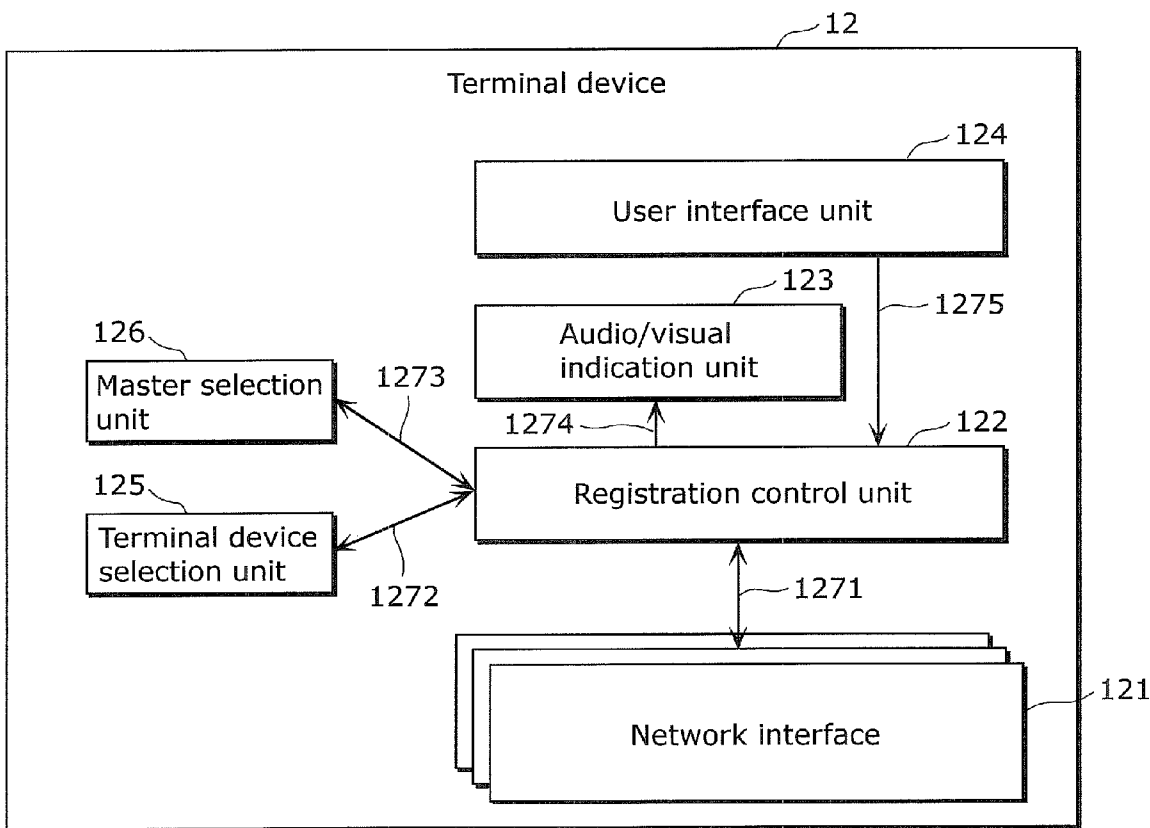 12
Terminal device
124
User interface unit
123
1275
Audio/visual
indication unit
126
Master selection
unit
1273
1274
122
125
Registration control unit
Terminal device
selection unit
1272
1271
121
Network interface